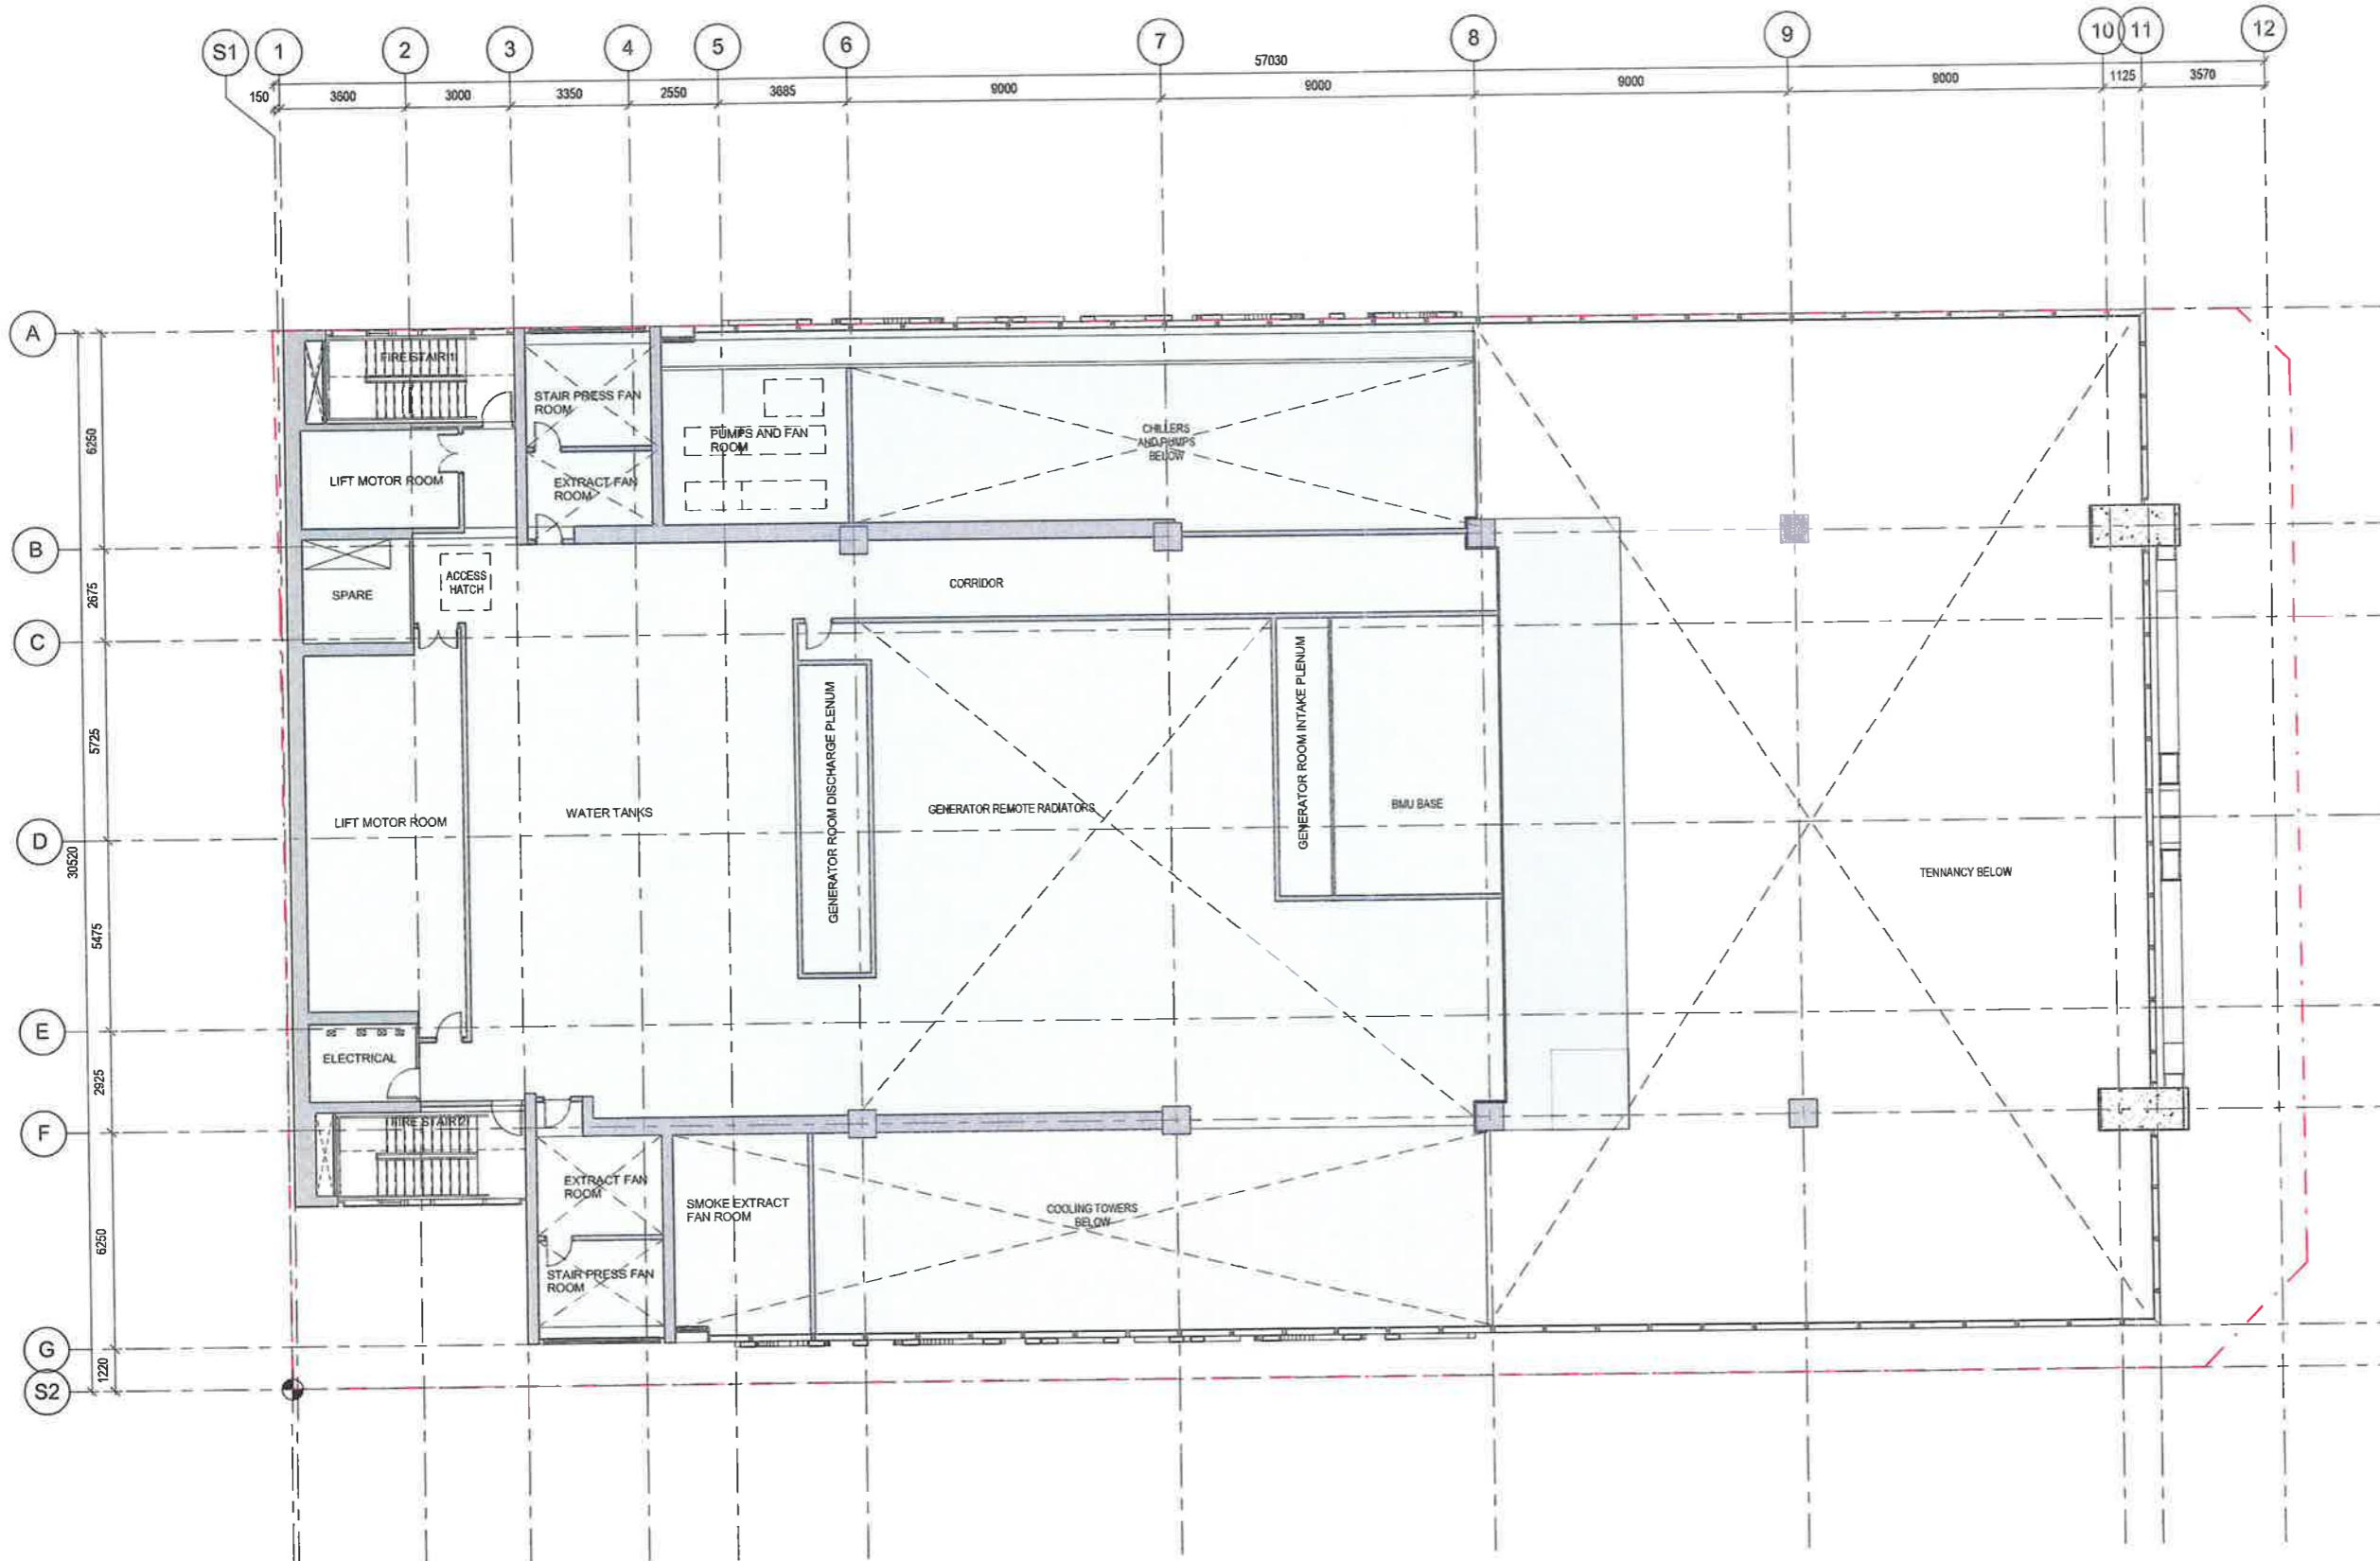 S1
1
2
3
4
5
6
7
8
9
10
11
12
57030
150
3600
3000
3350
2550
3685
9000
9000
9000
9000
1125
3570
A
B
C
D
E
F
G
S2
30520
6250
2675
5725
5475
2925
6250
1220
FIRE STAIR(1)
STAIR PRESS FAN
ROOM
PUMPS AND FAN
ROOM
CHILLERS
AND PUMPS
BELOW
LIFT MOTOR ROOM
EXTRACT FAN
ROOM
ACCESS
HATCH
SPARE
CORRIDOR
GENERATOR ROOM DISCHARGE PLENUM
GENERATOR ROOM INTAKE PLENUM
LIFT MOTOR ROOM
WATER TANKS
GENERATOR REMOTE RADIATORS
BMU BASE
TENNANCY BELOW
ELECTRICAL
FIRE STAIR(2)
EXTRACT FAN
ROOM
SMOKE EXTRACT
FAN ROOM
COOLING TOWERS
BELOW
STAIR PRESS FAN
ROOM